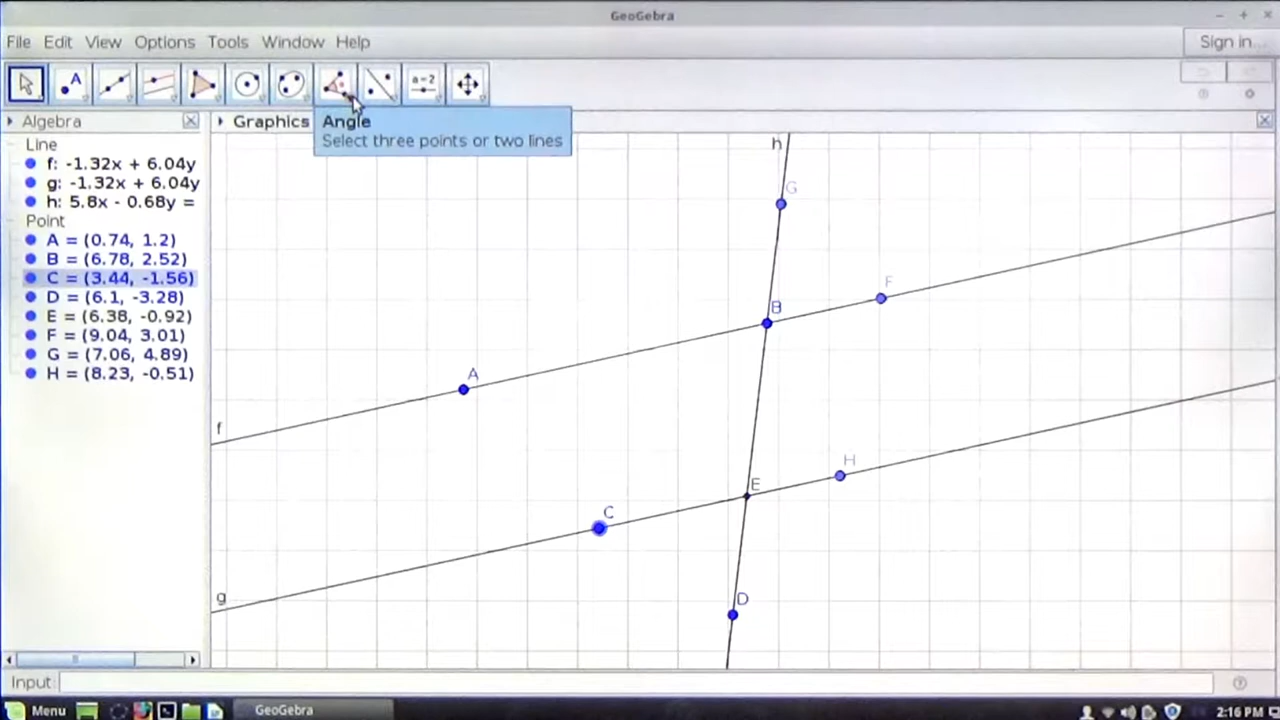 GeoGebra
File Edit View Options Tools Window Help
Sign in...
A
a=2
Algebra
Graphics
Angle
Select three points or two lines
Line
f: -1.32x + 6.04y
g: -1.32x + 6.04y
h: 5.8x - 0.68y =
Point
A = (0.74, 1.2)
B = (6.78, 2.52)
C = (3.44, -1.56)
D = (6.1, -3.28)
E = (6.38, -0.92)
F = (9.04, 3.01)
G = (7.06, 4.89)
H = (8.23, -0.51)
h
G
F
B
A
f
H
E
C
g
D
Input:
Menu
GeoGebra
2:16 PM